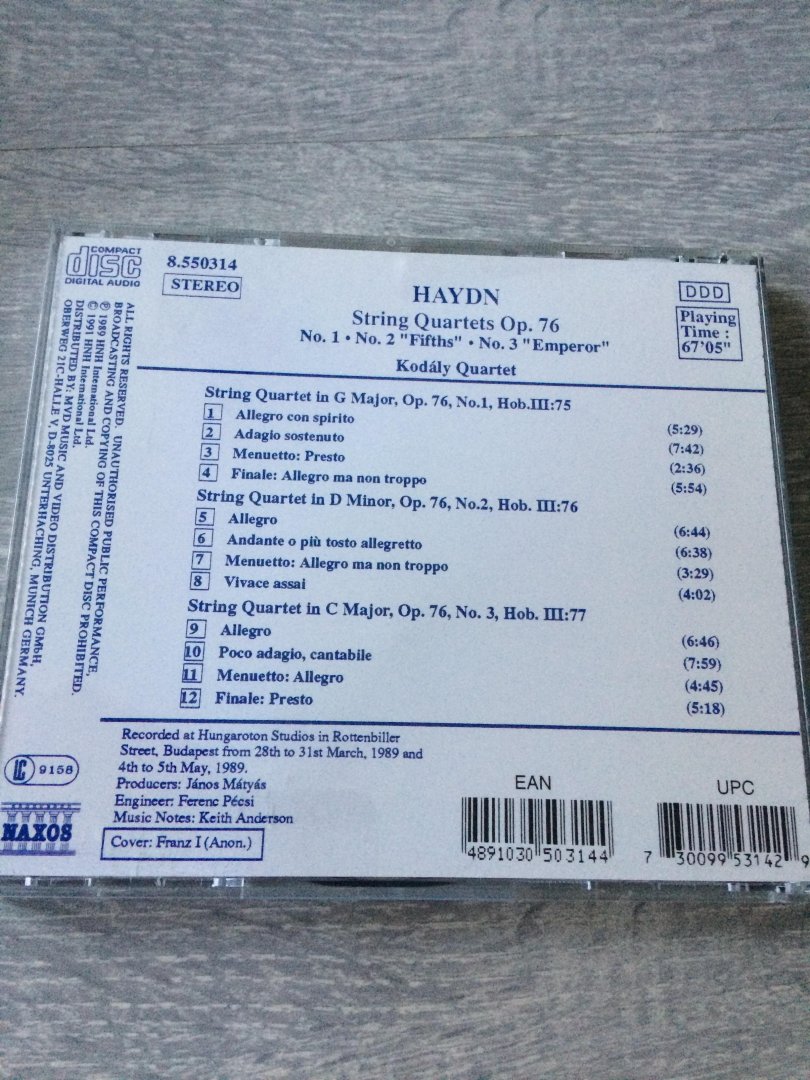 COMPACT
disc
DIGITAL AUDIO
8.550314
STEREO
HAYDN
String Quartets Op. 76
No. 1 • No. 2 "Fifths" • No. 3 "Emperor"
Kodály Quartet
DDD
Playing
Time :
67'05"
String Quartet in G Major, Op. 76, No.1, Hob.III:75
1 Allegro con spirito (5:29)
2 Adagio sostenuto (7:42)
3 Menuetto: Presto (2:36)
4 Finale: Allegro ma non troppo (5:54)
String Quartet in D Minor, Op. 76, No.2, Hob. III:76
5 Allegro (6:44)
6 Andante o più tosto allegretto (6:38)
7 Menuetto: Allegro ma non troppo (3:29)
8 Vivace assai (4:02)
String Quartet in C Major, Op. 76, No. 3, Hob. III:77
9 Allegro (6:46)
10 Poco adagio, cantabile (7:59)
11 Menuetto: Allegro (4:45)
12 Finale: Presto (5:18)
Recorded at Hungaroton Studios in Rottenbiller
Street, Budapest from 28th to 31st March, 1989 and
4th to 5th May, 1989.
Producers: János Mátyás
Engineer: Ferenc Pécsi
Music Notes: Keith Anderson
Cover: Franz I (Anon.)
EAN
4891030 503144
UPC
7 30099 53142 9
ALL RIGHTS RESERVED. UNAUTHORISED PUBLIC PERFORMANCE,
BROADCASTING AND COPYING OF THIS COMPACT DISC PROHIBITED.
℗ 1989 HNH International Ltd.
© 1991 HNH International Ltd.
DISTRIBUTED BY: MVD MUSIC AND VIDEO DISTRIBUTION GMbH,
OBERWEG 21C-HALLE V, D-8025 UNTERHACHING, MUNICH GERMANY.
LC 9158
NAXOS